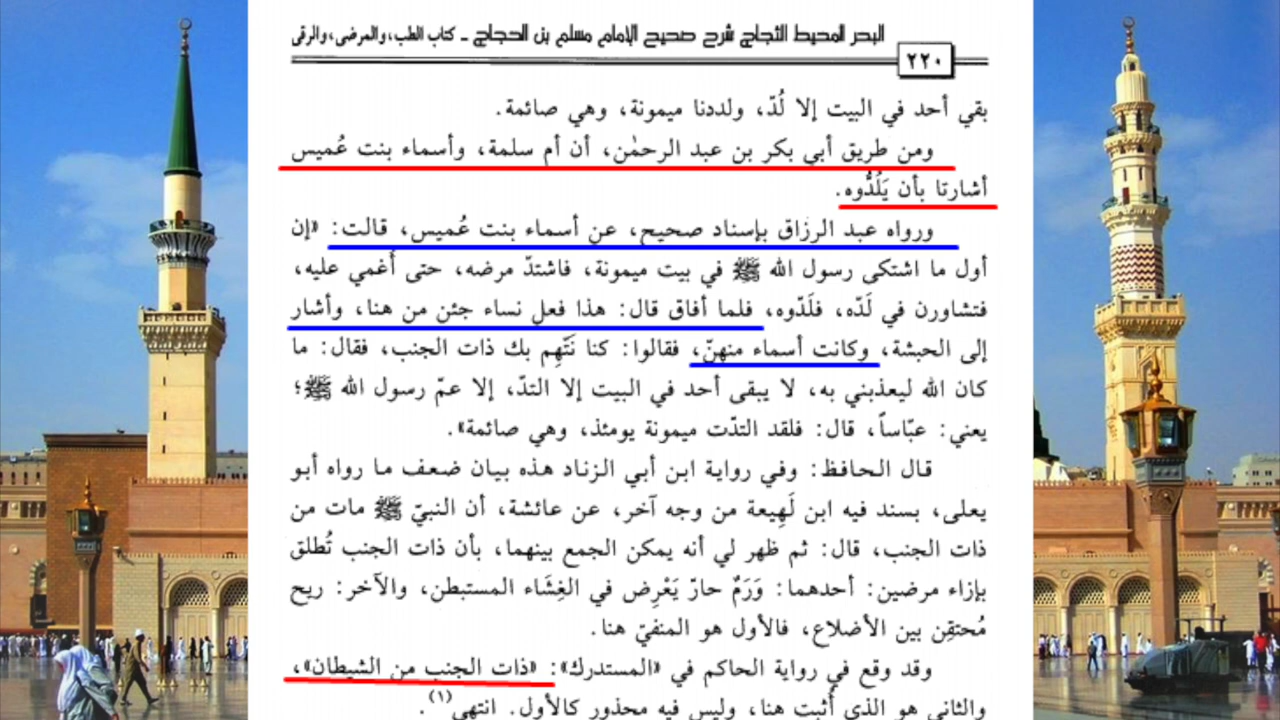 البحر المحيط الثجاج شرح صحيح الإمام مسلم بن الحجاج ـ كتاب الطب، والمرضى، والرقى
٢٢٠
بقي أحد في البيت إلا لُدّ، ولددنا ميمونة، وهي صائمة.
ومن طريق أبي بكر بن عبد الرحمٰن، أن أم سلمة، وأسماء بنت عُميس
أشارتا بأن يَلُدُّوه.
ورواه عبد الرزاق بإسناد صحيح، عن أسماء بنت عُميس، قالت: «إن
أول ما اشتكى رسول الله ﷺ في بيت ميمونة، فاشتدّ مرضه، حتى أُغمي عليه،
فتشاورن في لَدّه، فلَدّوه، فلما أفاق قال: هذا فعل نساء جئن من هنا، وأشار
إلى الحبشة، وكانت أسماء منهنّ، فقالوا: كنا نَتّهِم بك ذات الجنب، فقال: ما
كان الله ليعذبني به، لا يبقى أحد في البيت إلا التدّ، إلا عمّ رسول الله ﷺ؛
يعني: عبّاساً، قال: فلقد التدّت ميمونة يومئذ، وهي صائمة».
قال الحافظ: وفي رواية ابن أبي الزناد هذه بيان ضعف ما رواه أبو
يعلى، بسند فيه ابن لَهِيعة من وجه آخر، عن عائشة، أن النبيّ ﷺ مات من
ذات الجنب، قال: ثم ظهر لي أنه يمكن الجمع بينهما، بأن ذات الجنب تُطلق
بإزاء مرضين: أحدهما: وَرَمٌ حارّ يَعْرِض في الغِشَاء المستبطن، والآخر: ريح
مُحتقِن بين الأضلاع، فالأول هو المنفيّ هنا.
وقد وقع في رواية الحاكم في «المستدرك»: «ذات الجنب من الشيطان»،
والثاني هو الذي أُثبت هنا، وليس فيه محذور كالأول. انتهى(١).